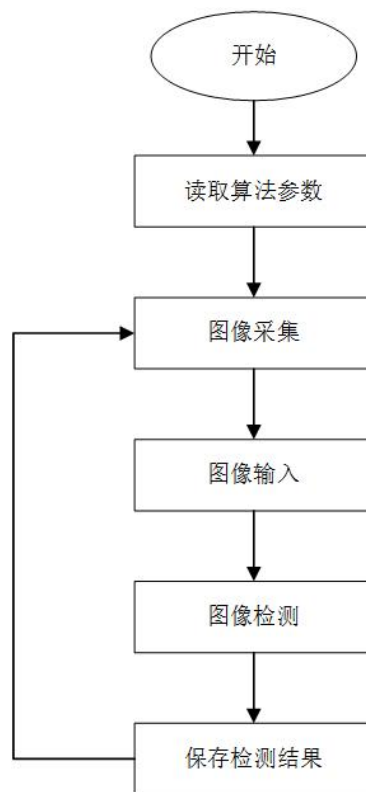 开始
读取算法参数
图像采集
图像输入
图像检测
保存检测结果